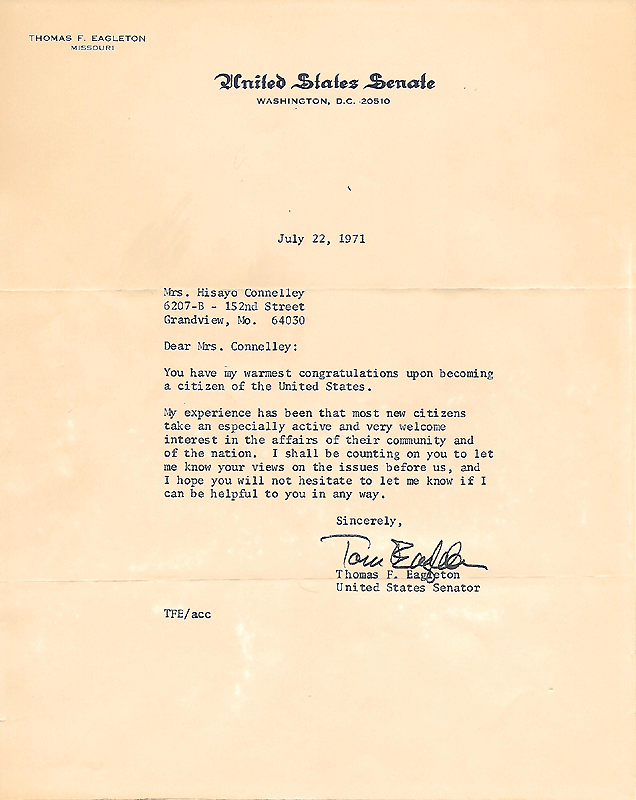 THOMAS F. EAGLETON
MISSOURI
United States Senate
WASHINGTON, D.C. 20510
July 22, 1971
Mrs. Hisayo Connelley
6207-B - 152nd Street
Grandview, Mo. 64030
Dear Mrs. Connelley:
You have my warmest congratulations upon becoming
a citizen of the United States.
My experience has been that most new citizens
take an especially active and very welcome
interest in the affairs of their community and
of the nation. I shall be counting on you to let
me know your views on the issues before us, and
I hope you will not hesitate to let me know if I
can be helpful to you in any way.
Sincerely,
Tom Eagleton
Thomas F. Eagleton
United States Senator
TFE/acc